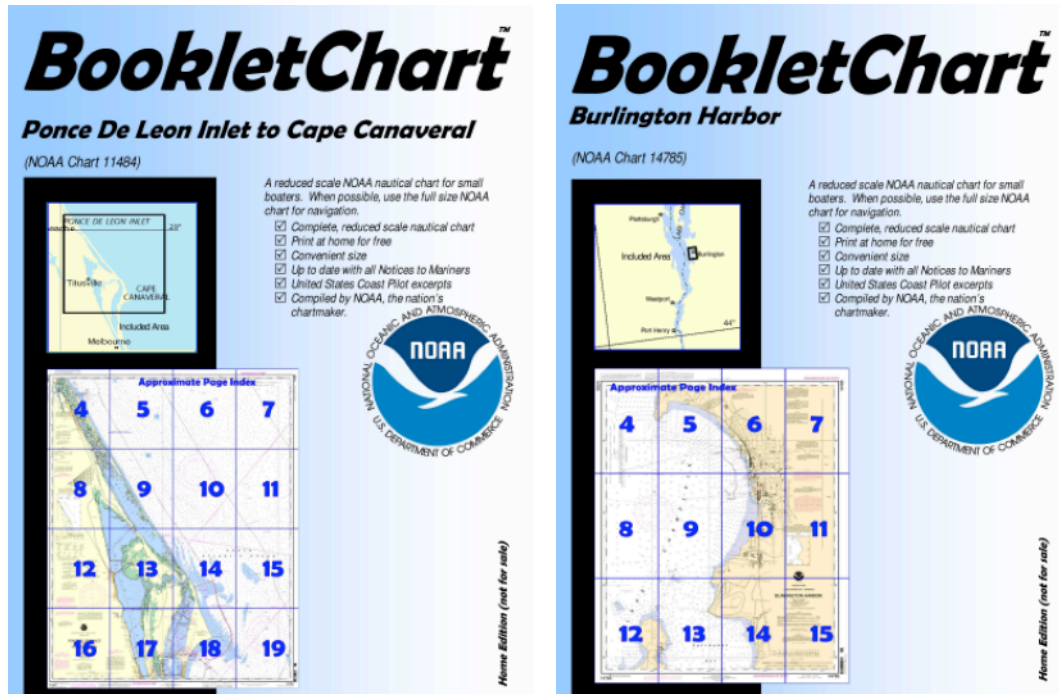 BookletChart™
Ponce De Leon Inlet to Cape Canaveral
(NOAA Chart 11484)
A reduced scale NOAA nautical chart for small
boaters. When possible, use the full size NOAA
chart for navigation.
☑ Complete, reduced scale nautical chart
☑ Print at home for free
☑ Convenient size
☑ Up to date with all Notices to Mariners
☑ United States Coast Pilot excerpts
☑ Compiled by NOAA, the nation's
chartmaker.
PONCE DE LEON INLET
29°
Titusville
CAPE
CANAVERAL
Included Area
Melbourne
NATIONAL OCEANIC AND ATMOSPHERIC ADMINISTRATION
NOAA
U.S. DEPARTMENT OF COMMERCE
Approximate Page Index
4 5 6 7
8 9 10 11
12 13 14 15
16 17 18 19
Home Edition (not for sale)
BookletChart™
Burlington Harbor
(NOAA Chart 14785)
A reduced scale NOAA nautical chart for small
boaters. When possible, use the full size NOAA
chart for navigation.
☑ Complete, reduced scale nautical chart
☑ Print at home for free
☑ Convenient size
☑ Up to date with all Notices to Mariners
☑ United States Coast Pilot excerpts
☑ Compiled by NOAA, the nation's
chartmaker.
Plattsburgh
Included Area
Burlington
Westport
Port Henry
44°
NATIONAL OCEANIC AND ATMOSPHERIC ADMINISTRATION
NOAA
U.S. DEPARTMENT OF COMMERCE
Approximate Page Index
4 5 6 7
8 9 10 11
12 13 14 15
BURLINGTON HARBOR
Home Edition (not for sale)